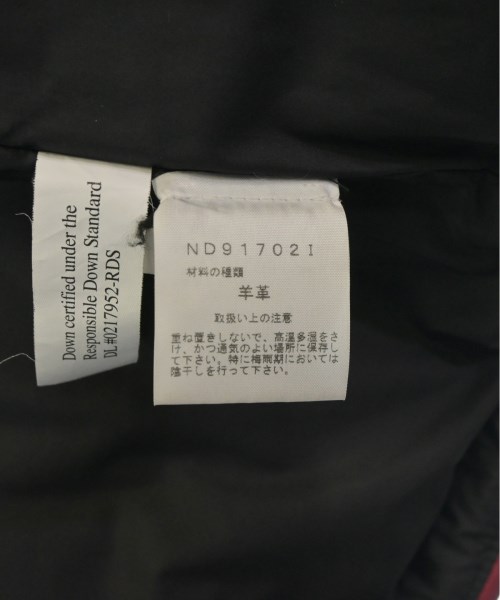 Down certified under the
Responsible Down Standard
DL#0217952-RDS
ND91702I
材料の種類
羊革
取扱い上の注意
重ね置きしないで、高温多湿をさ
け、かつ通気のよい場所に保存し
て下さい。特に梅雨期においては
陰干しを行って下さい。